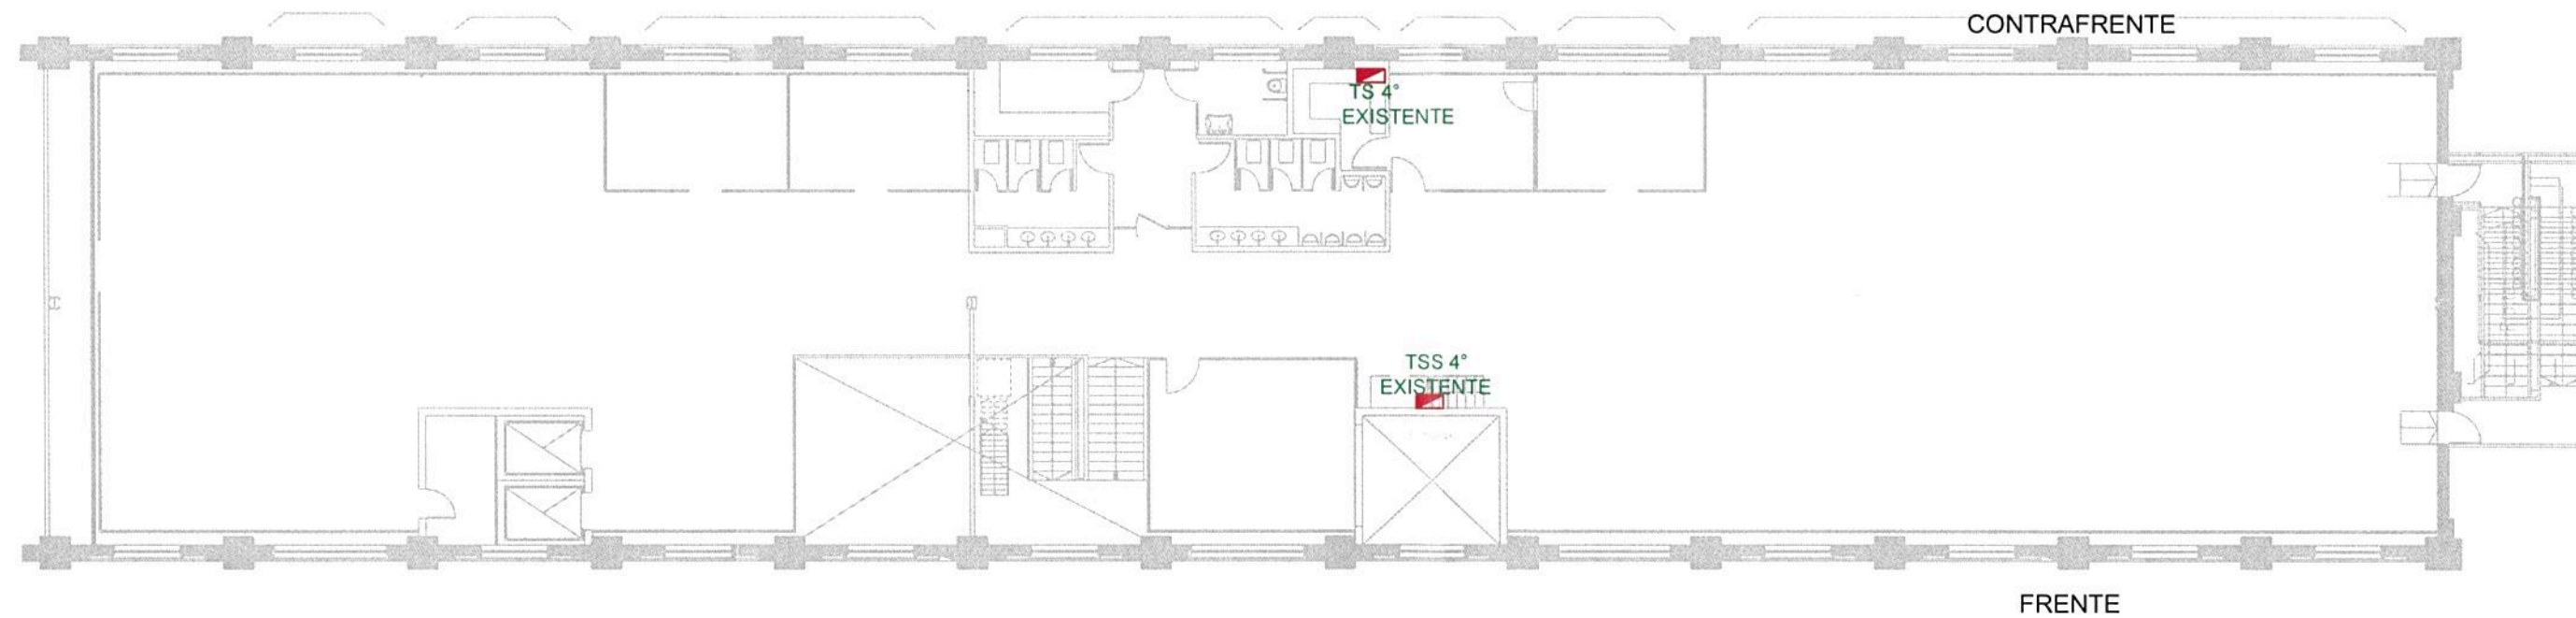 CONTRAFRENTE
TS 4°
EXISTENTE
TSS 4°
EXISTENTE
FRENTE